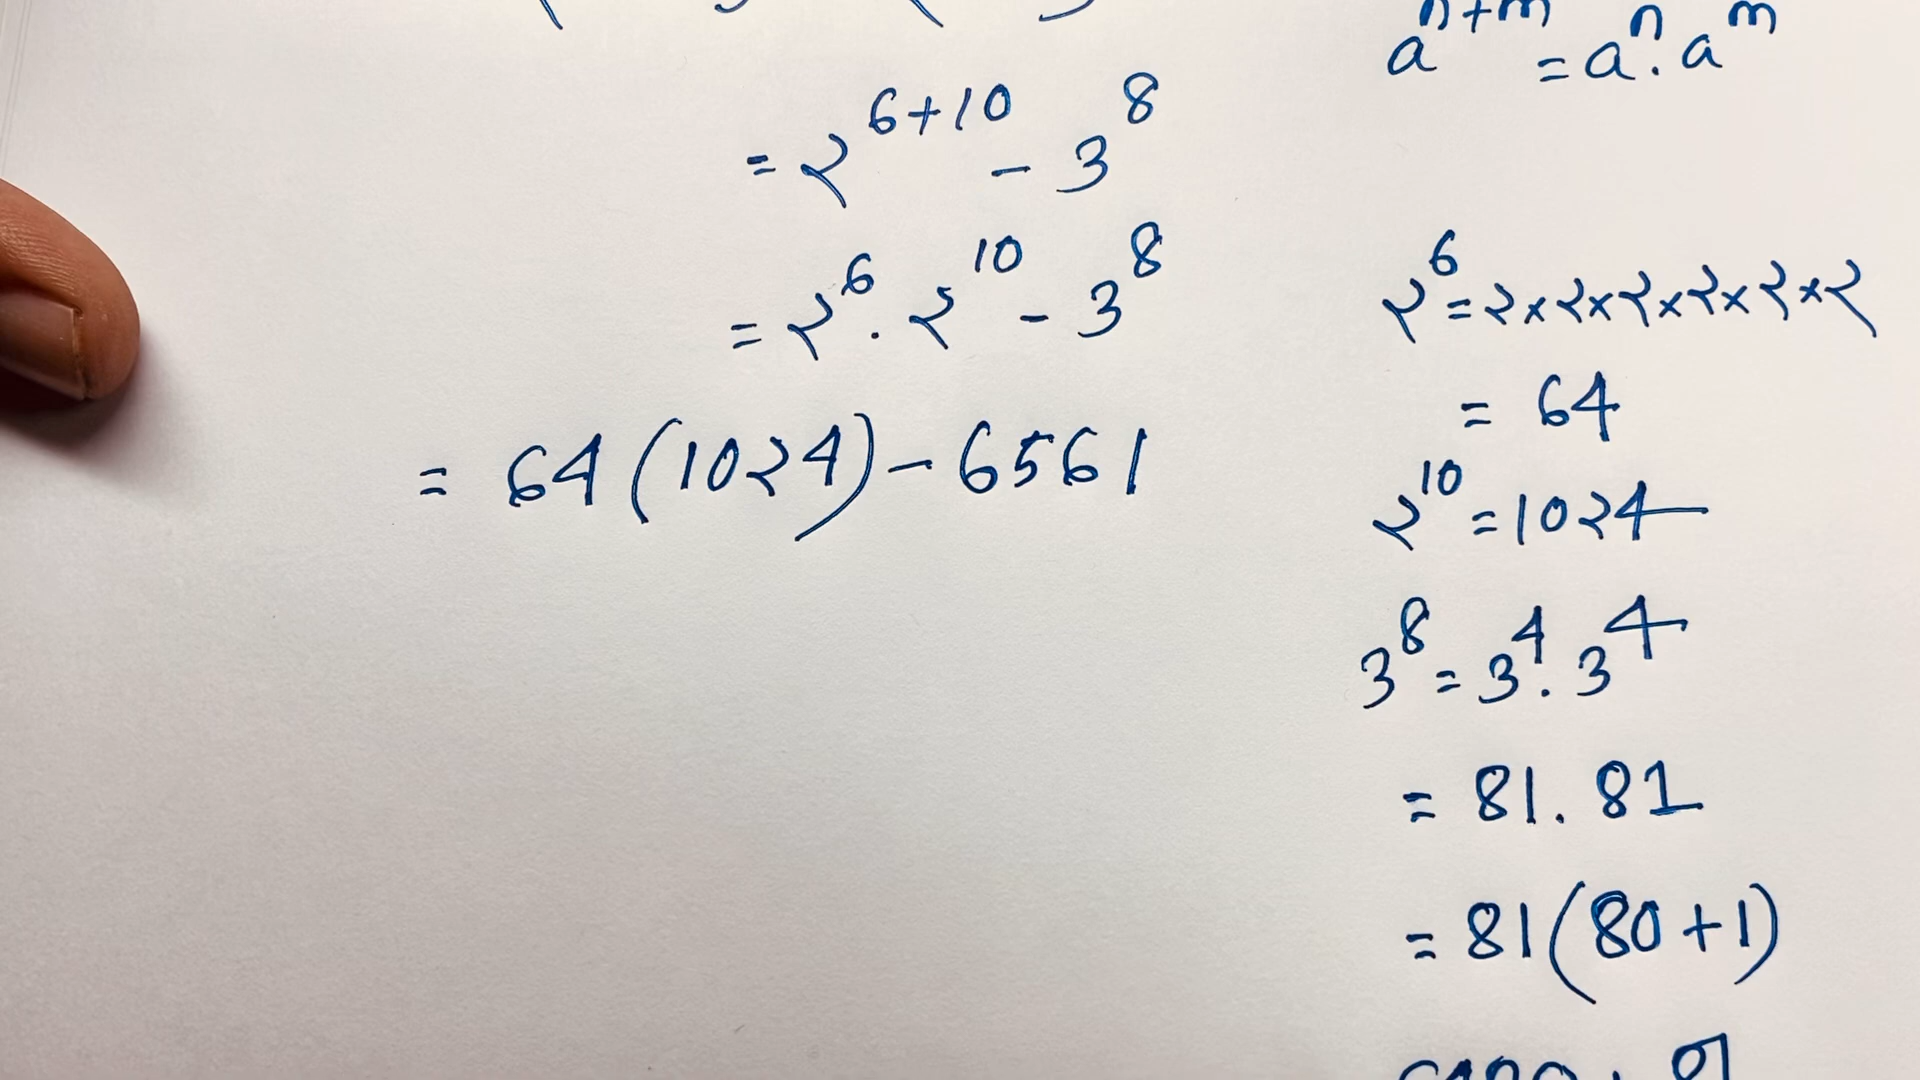 a^{n+m} = a^n . a^m
= 2^{6+10} - 3^8
= 2^6 . 2^{10} - 3^8
= 64 (1024) - 6561
2^6 = 2 × 2 × 2 × 2 × 2 × 2
= 64
2^{10} = 1024
3^8 = 3^4 . 3^4
= 81 . 81
= 81 (80 + 1)